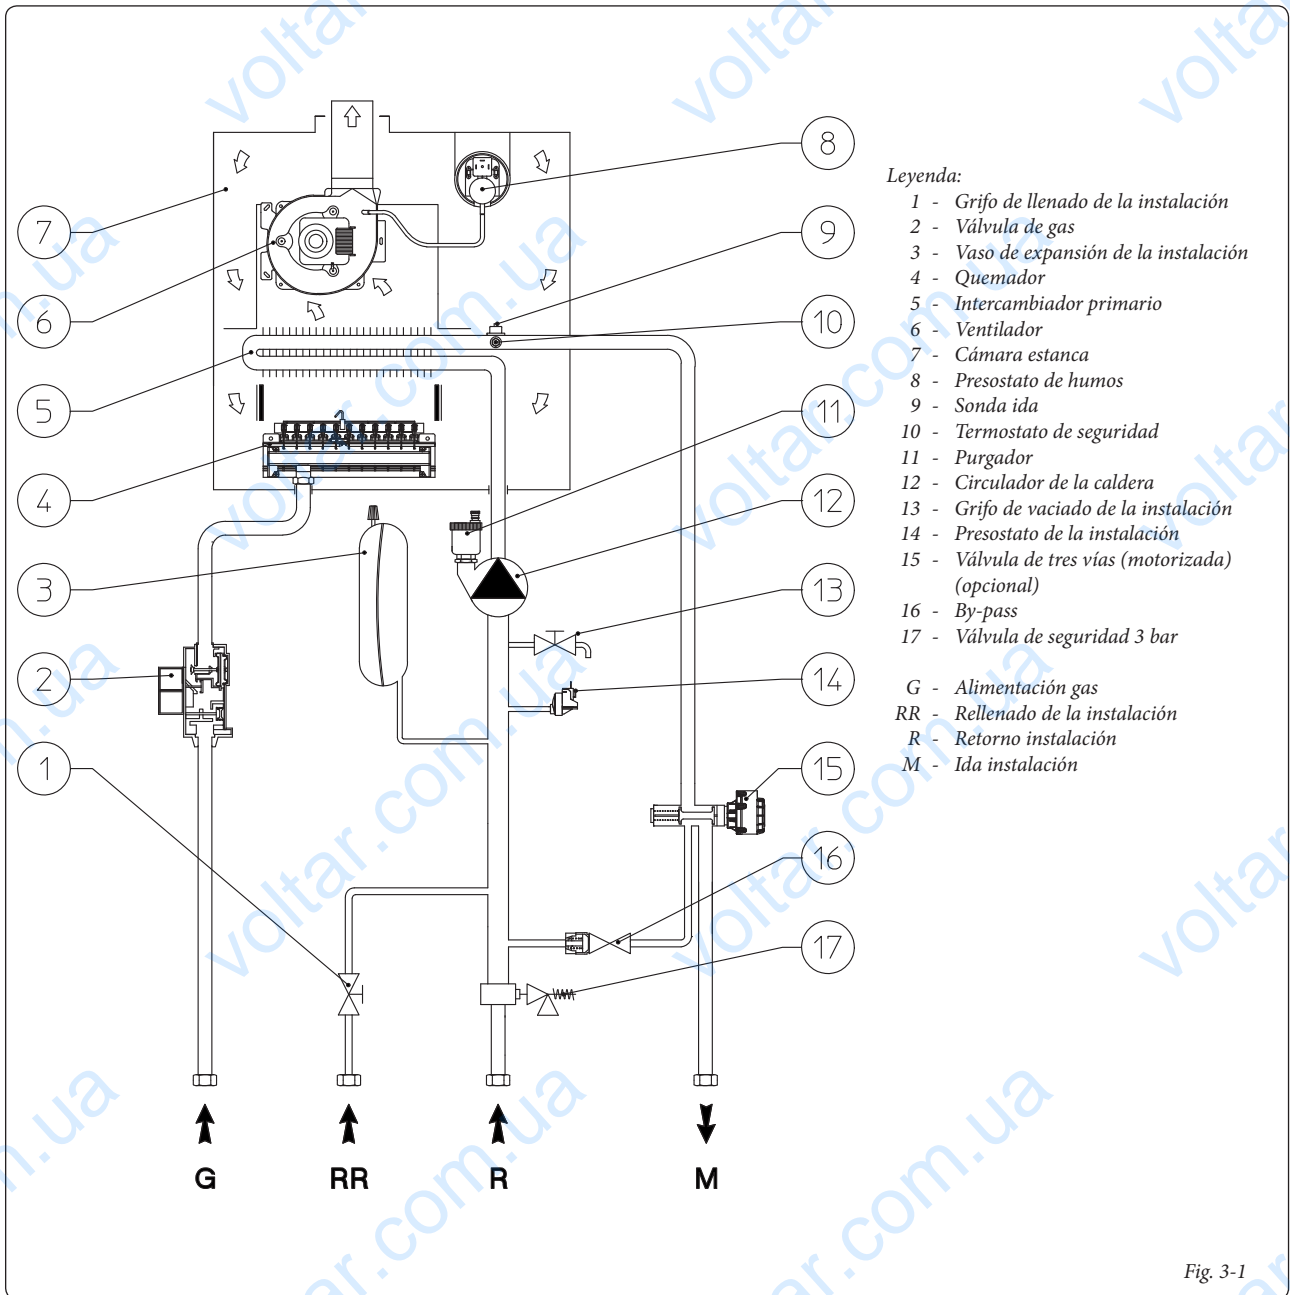 voltar.com.ua
7
6
5
4
3
2
1
8
9
10
11
12
13
14
15
16
17
G
RR
R
M
Leyenda:
1 - Grifo de llenado de la instalación
2 - Válvula de gas
3 - Vaso de expansión de la instalación
4 - Quemador
5 - Intercambiador primario
6 - Ventilador
7 - Cámara estanca
8 - Presostato de humos
9 - Sonda ida
10 - Termostato de seguridad
11 - Purgador
12 - Circulador de la caldera
13 - Grifo de vaciado de la instalación
14 - Presostato de la instalación
15 - Válvula de tres vías (motorizada)
(opcional)
16 - By-pass
17 - Válvula de seguridad 3 bar
G - Alimentación gas
RR - Rellenado de la instalación
R - Retorno instalación
M - Ida instalación
Fig. 3-1